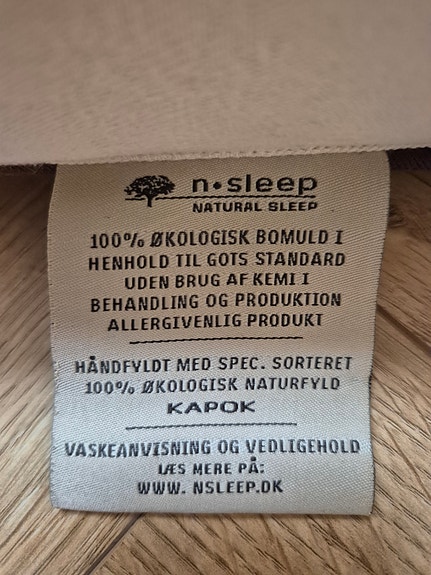 n•sleep
NATURAL SLEEP
100% ØKOLOGISK BOMULD I
HENHOLD TIL GOTS STANDARD
UDEN BRUG AF KEMI I
BEHANDLING OG PRODUKTION
ALLERGIVENLIG PRODUKT
HÅNDFYLDT MED SPEC. SORTERET
100% ØKOLOGISK NATURFYLD
KAPOK
VASKEANVISNING OG VEDLIGEHOLD
LÆS MERE PÅ:
WWW. NSLEEP.DK